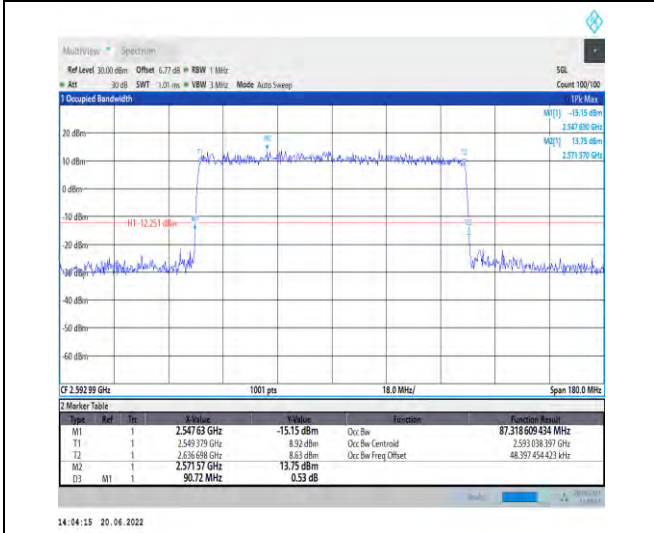 MultiView Spectrum
Ref Level 30.00 dBm Offset 6.77 dB RBW 1 MHz SGL
Att 30 dB SWT 1.01 ms VBW 3 MHz Mode Auto Sweep Count 100/100
1 Occupied Bandwidth 1Pk Max
M1[1] -15.15 dBm
2.547 630 GHz
20 dBm M2 M2[1] 13.75 dBm
2.571 570 GHz
T1 T2
10 dBm
0 dBm
-10 dBm
H1 -12.251 dBm M1
-20 dBm
-30 dBm
-40 dBm
-50 dBm
-60 dBm
CF 2.592 99 GHz 1001 pts 18.0 MHz/ Span 180.0 MHz
2 Marker Table
Type Ref Trc X-Value Y-Value Function Function Result
M1 1 2.547 63 GHz -15.15 dBm Occ Bw 87.318 609 434 MHz
T1 1 2.549 379 GHz 8.92 dBm Occ Bw Centroid 2.593 038 397 GHz
T2 1 2.636 698 GHz 8.63 dBm Occ Bw Freq Offset 48.397 454 423 kHz
M2 1 2.571 57 GHz 13.75 dBm
D3 M1 1 90.72 MHz 0.53 dB
14:04:15 20.06.2022